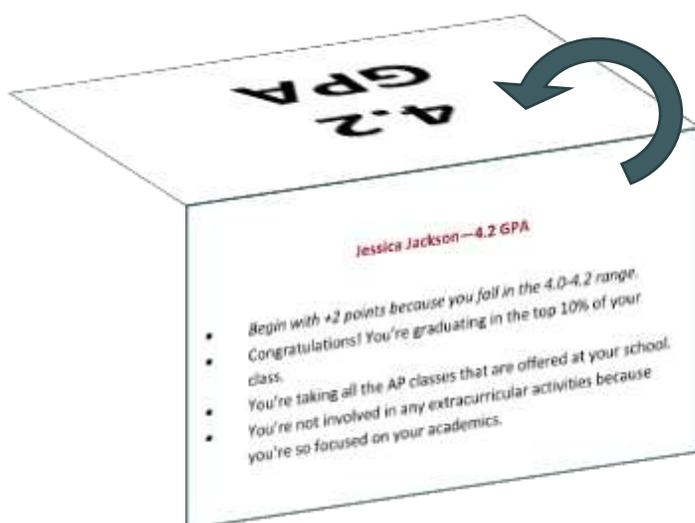 4.2
GPA
Jessica Jackson—4.2 GPA
• Begin with +2 points because you fall in the 4.0-4.2 range.
• Congratulations! You're graduating in the top 10% of your
class.
• You're taking all the AP classes that are offered at your school.
• You're not involved in any extracurricular activities because
you're so focused on your academics.